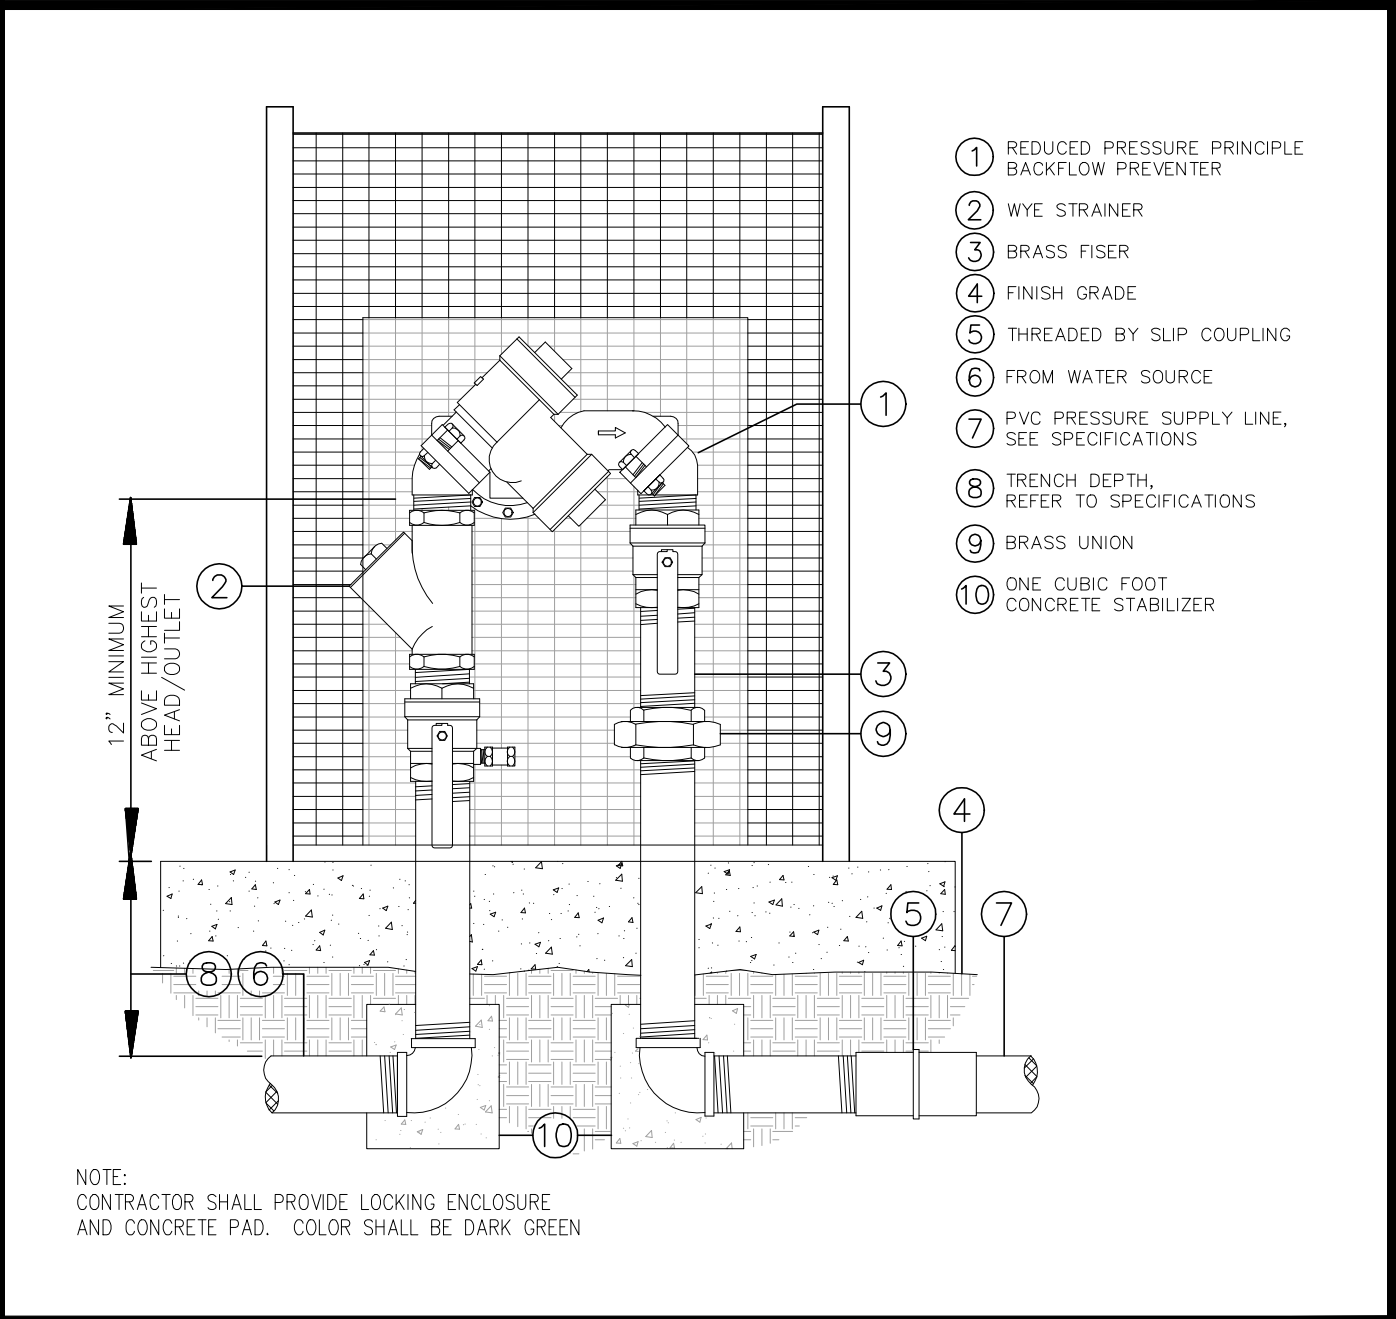 1 REDUCED PRESSURE PRINCIPLE
BACKFLOW PREVENTER
2 WYE STRAINER
3 BRASS FISER
4 FINISH GRADE
5 THREADED BY SLIP COUPLING
6 FROM WATER SOURCE
7 PVC PRESSURE SUPPLY LINE,
SEE SPECIFICATIONS
8 TRENCH DEPTH,
REFER TO SPECIFICATIONS
9 BRASS UNION
10 ONE CUBIC FOOT
CONCRETE STABILIZER
1
2
12” MINIMUM
ABOVE HIGHEST
HEAD/OUTLET
3
9
4
5
7
8
6
10
NOTE:
CONTRACTOR SHALL PROVIDE LOCKING ENCLOSURE
AND CONCRETE PAD. COLOR SHALL BE DARK GREEN